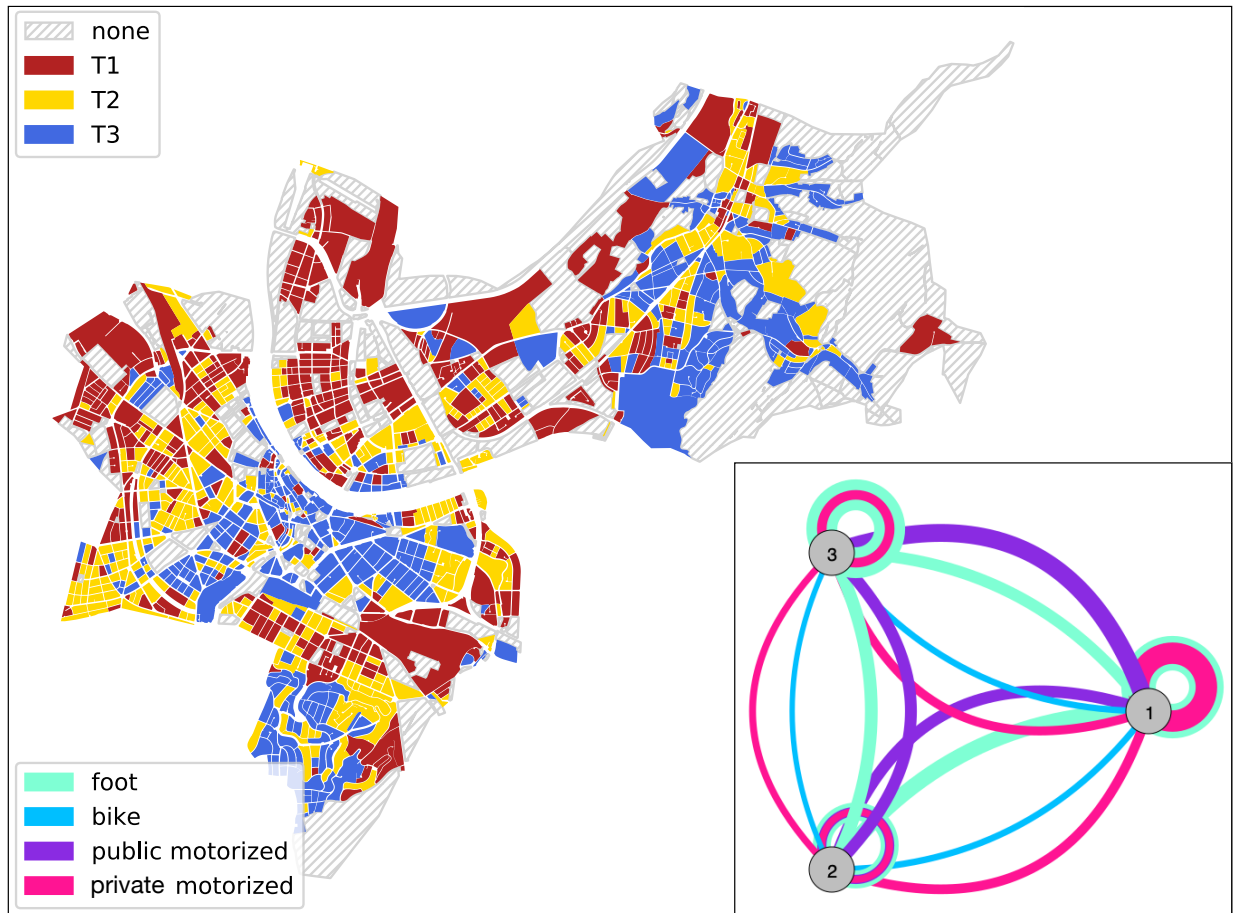 none
T1
T2
T3
3
1
2
foot
bike
public motorized
private motorized